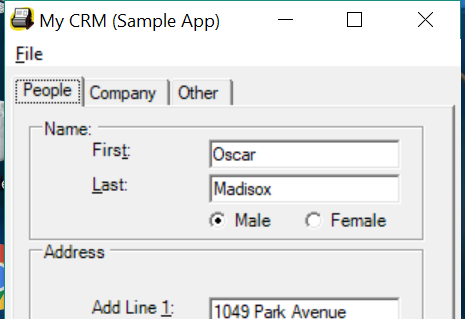 My CRM (Sample App)
File
People Company Other
Name:
First: Oscar
Last: Madisox
Male Female
Address
Add Line 1: 1049 Park Avenue